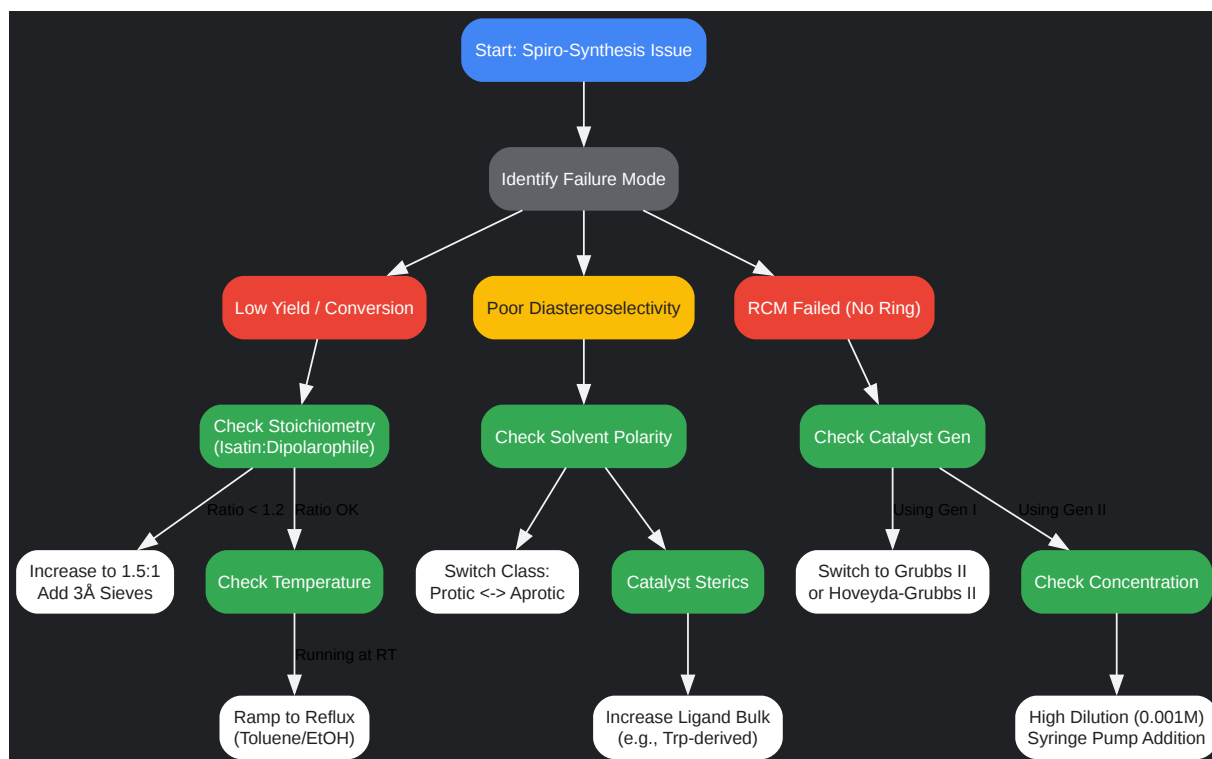 Start: Spiro-Synthesis Issue
Identify Failure Mode
Low Yield / Conversion
Poor Diastereoselectivity
RCM Failed (No Ring)
Check Stoichiometry
(Isatin:Dipolarophile)
Check Solvent Polarity
Check Catalyst Gen
Ratio < 1.2
Ratio OK
Using Gen I
Using Gen II
Increase to 1.5:1
Add 3Å Sieves
Check Temperature
Switch Class:
Protic <-> Aprotic
Catalyst Sterics
Switch to Grubbs II
or Hoveyda-Grubbs II
Check Concentration
Running at RT
Ramp to Reflux
(Toluene/EtOH)
Increase Ligand Bulk
(e.g., Trp-derived)
High Dilution (0.001M)
Syringe Pump Addition